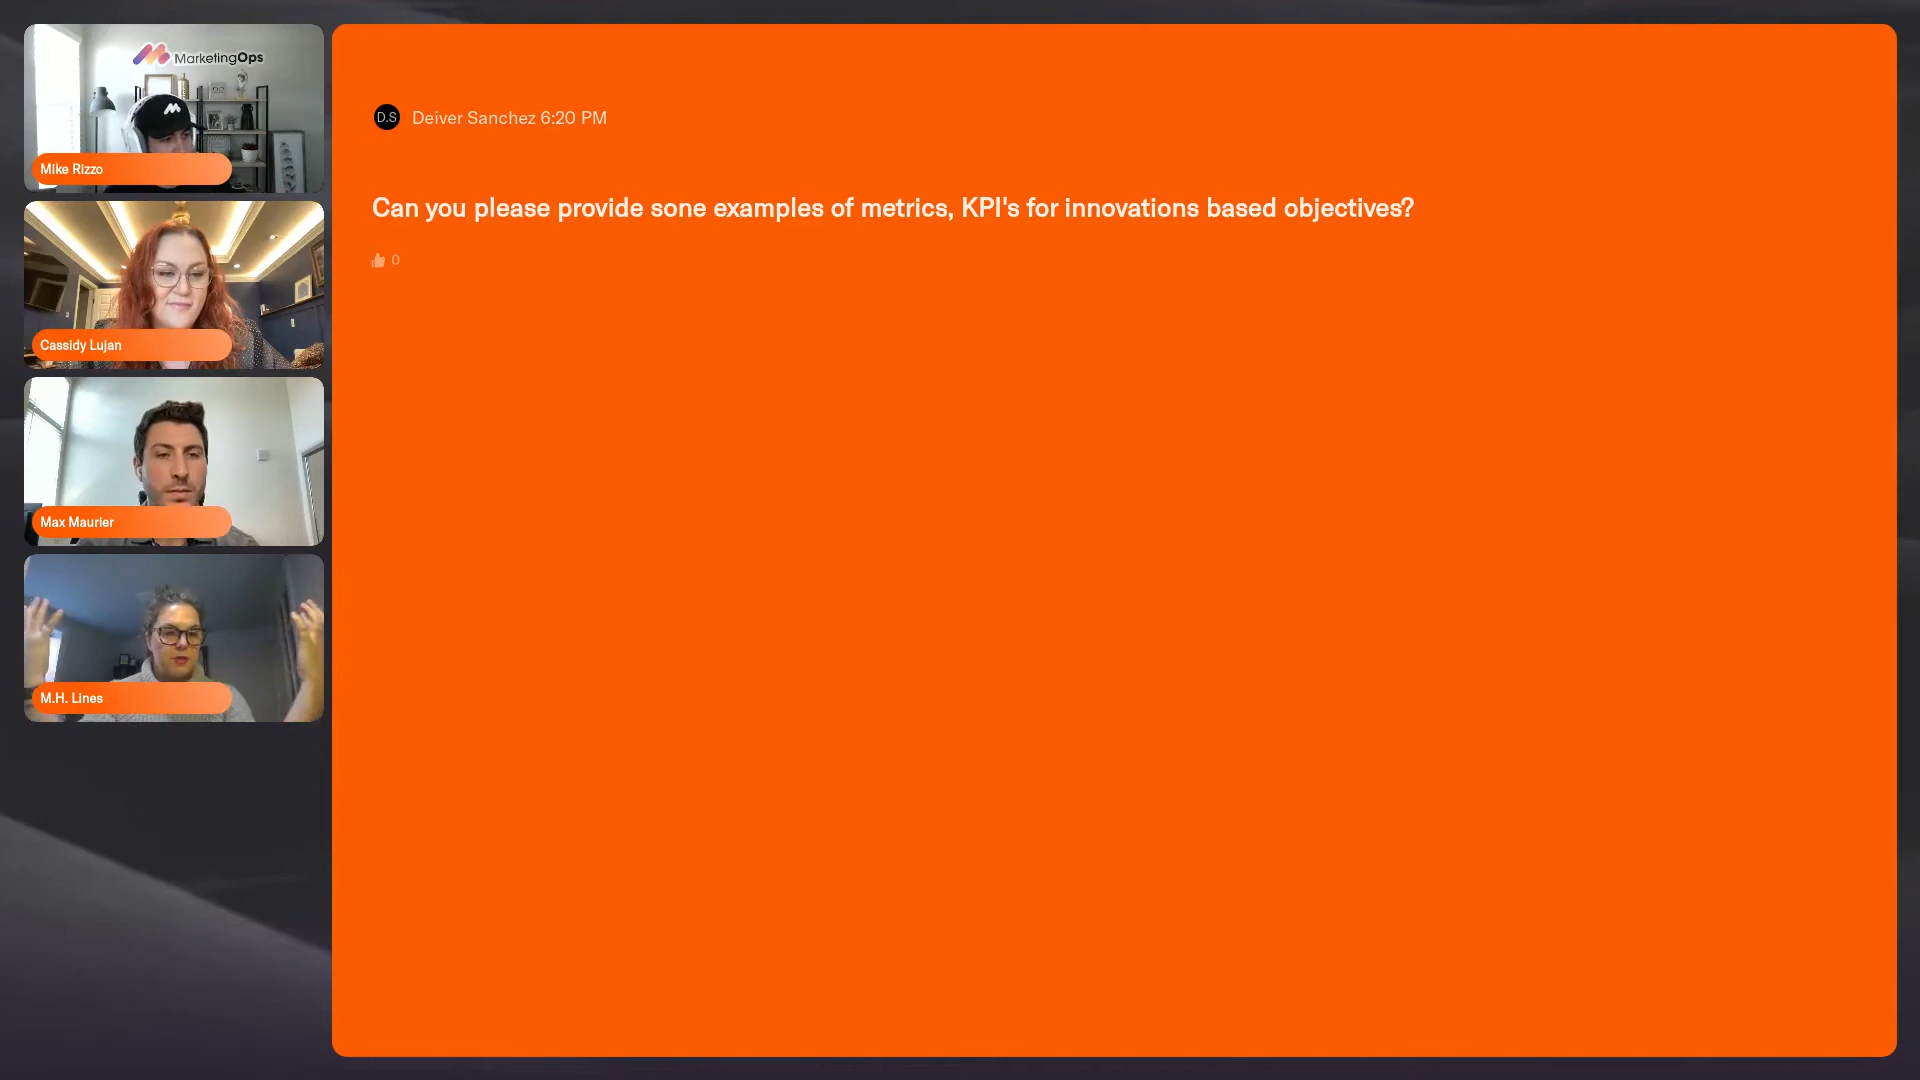 MarketingOps
Mike Rizzo
Cassidy Lujan
Max Maurier
M.H. Lines
D.S Deiver Sanchez 6:20 PM
Can you please provide sone examples of metrics, KPI's for innovations based objectives?
0